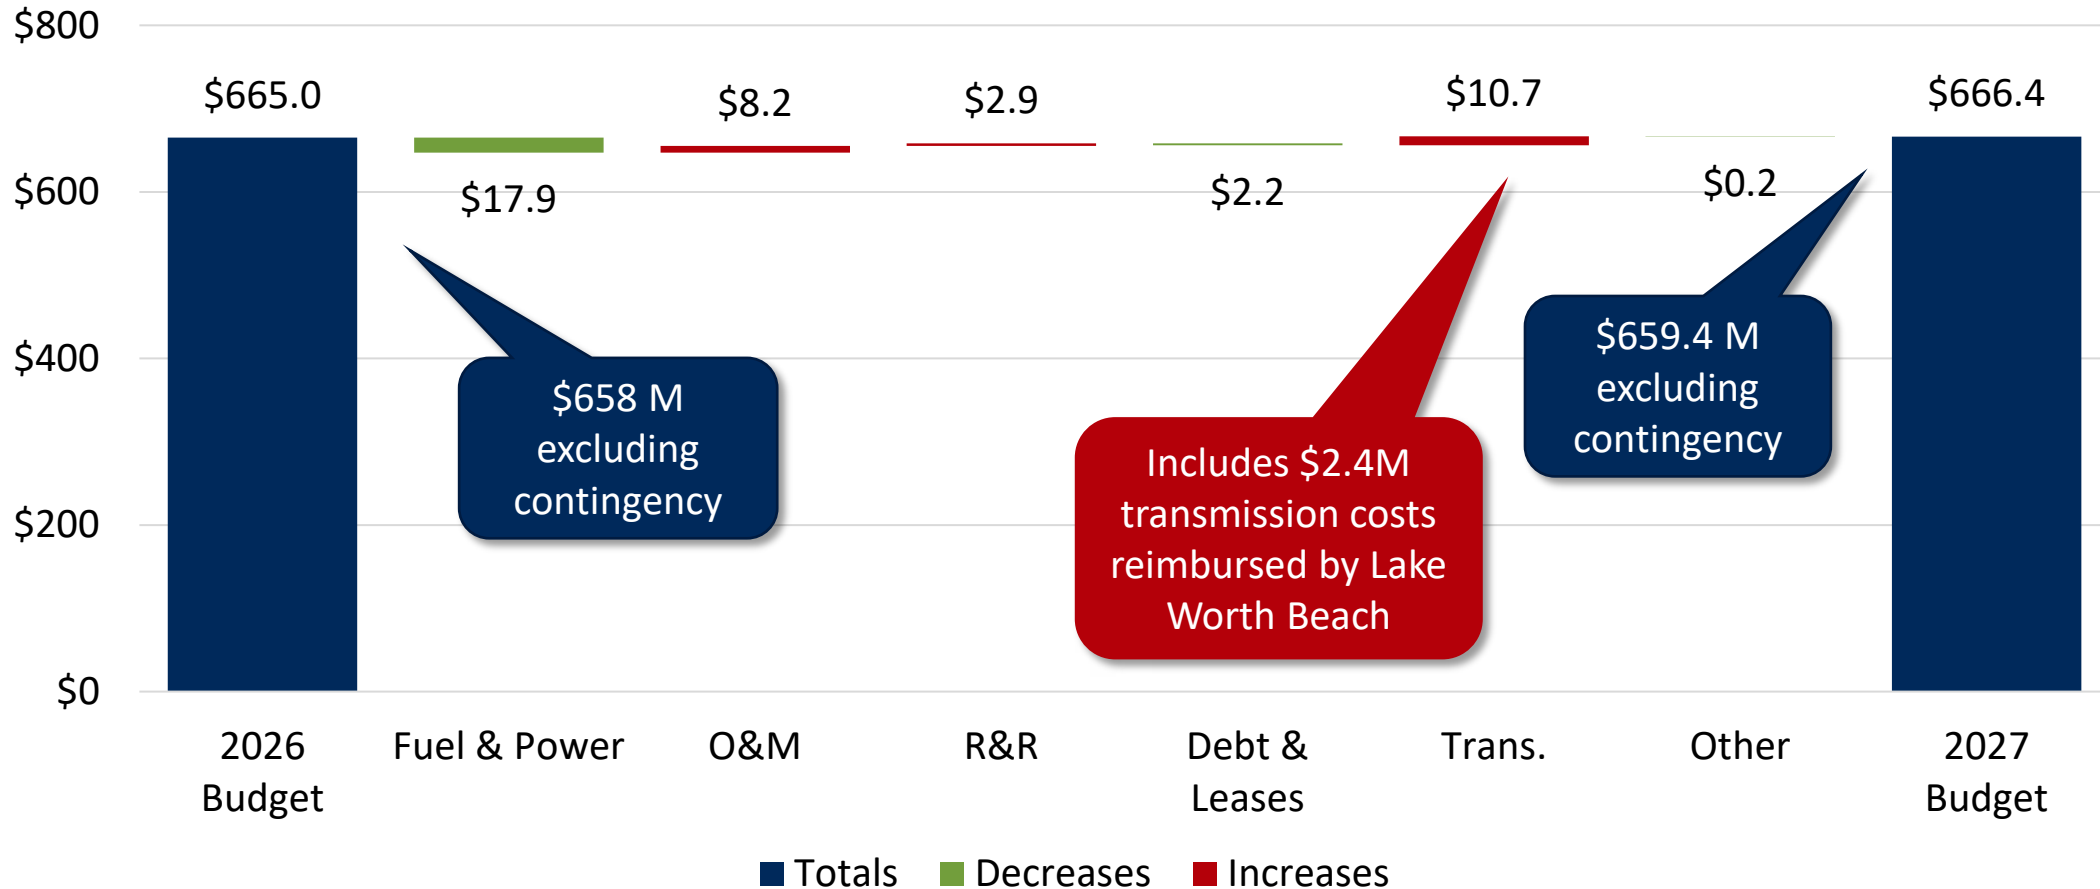 $800
$600
$400
$200
$0
$665.0
$17.9
$8.2
$2.9
$2.2
$10.7
$0.2
$666.4
$658 M
excluding
contingency
Includes $2.4M
transmission costs
reimbursed by Lake
Worth Beach
$659.4 M
excluding
contingency
2026
Budget
Fuel & Power
O&M
R&R
Debt &
Leases
Trans.
Other
2027
Budget
Totals
Decreases
Increases